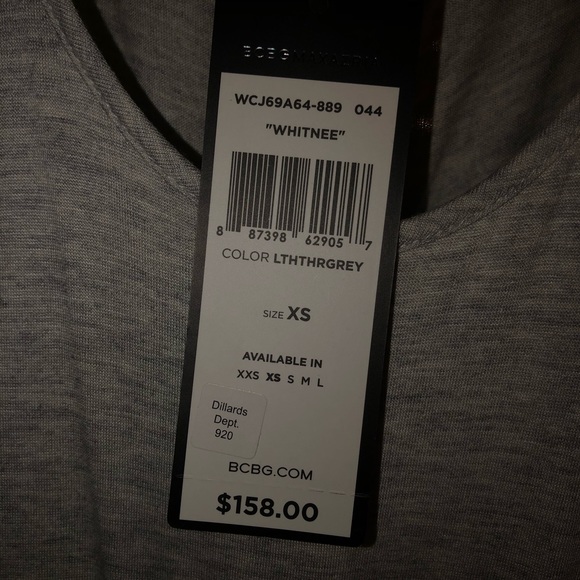 BCBGMAXAZRIA
WCJ69A64-889 044
"WHITNEE"
8 87398 62905 7
COLOR LTHTHRGREY
SIZE XS
AVAILABLE IN
XXS XS S M L
Dillards
Dept.
920
BCBG.COM
$158.00